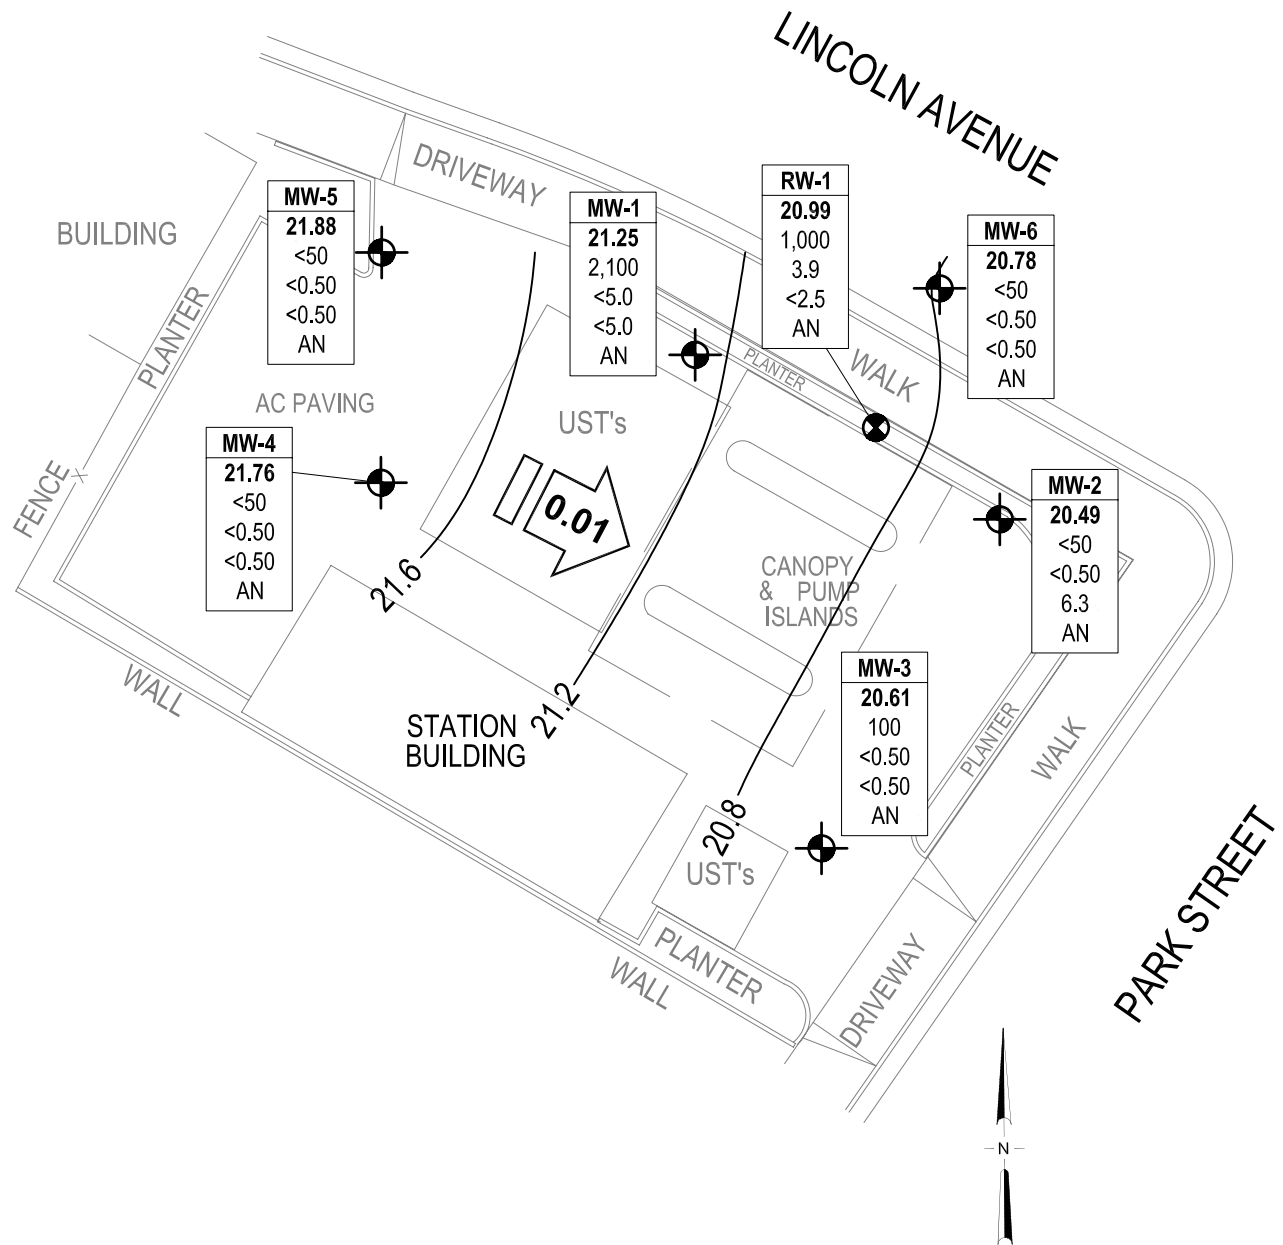 LINCOLN AVENUE
DRIVEWAY
BUILDING
PLANTER
MW-5
21.88
<50
<0.50
<0.50
AN
MW-1
21.25
2,100
<5.0
<5.0
AN
RW-1
20.99
1,000
3.9
<2.5
AN
MW-6
20.78
<50
<0.50
<0.50
AN
PLANTER
WALK
AC PAVING
UST's
MW-4
21.76
<50
<0.50
<0.50
AN
FENCE
X
0.01
MW-2
20.49
<50
<0.50
6.3
AN
CANOPY
& PUMP
ISLANDS
21.6
WALL
STATION
BUILDING
21.2
MW-3
20.61
100
<0.50
<0.50
AN
PLANTER
WALK
20.8
UST's
PLANTER
WALL
DRIVEWAY
PARK STREET
N